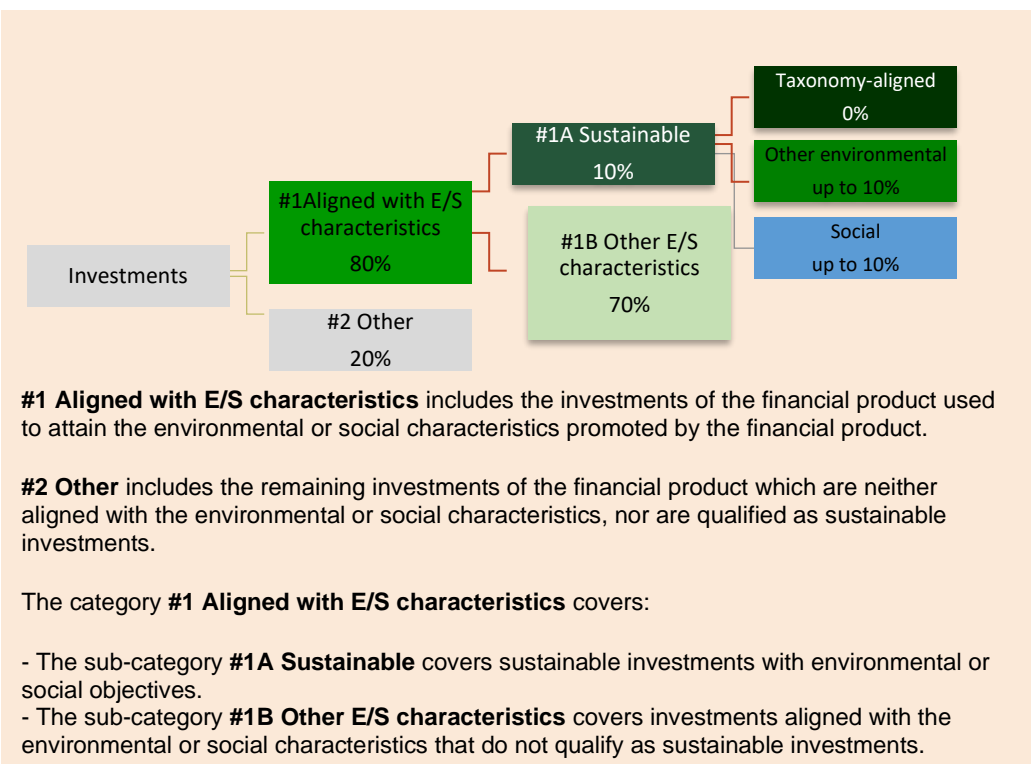 Taxonomy-aligned
0%
#1A Sustainable
10%
Other environmental
up to 10%
#1Aligned with E/S
characteristics
80%
#1B Other E/S
characteristics
70%
Social
up to 10%
Investments
#2 Other
20%
#1 Aligned with E/S characteristics includes the investments of the financial product used
to attain the environmental or social characteristics promoted by the financial product.
#2 Other includes the remaining investments of the financial product which are neither
aligned with the environmental or social characteristics, nor are qualified as sustainable
investments.
The category #1 Aligned with E/S characteristics covers:
- The sub-category #1A Sustainable covers sustainable investments with environmental or
social objectives.
- The sub-category #1B Other E/S characteristics covers investments aligned with the
environmental or social characteristics that do not qualify as sustainable investments.